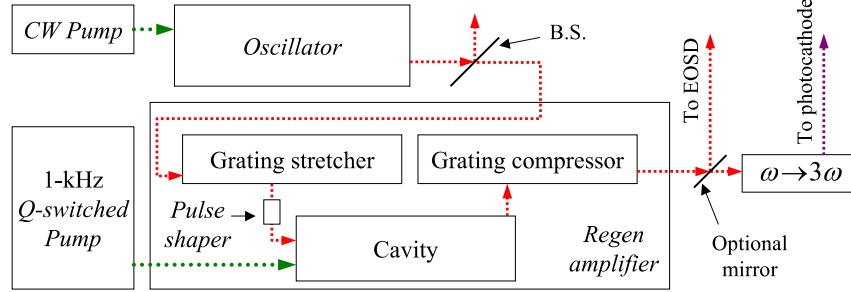 CW Pump
Oscillator
B.S.
To EOSD
To photocathode
1-kHz
Q-switched
Pump
Grating stretcher
Grating compressor
ω→3ω
Pulse
shaper
Cavity
Regen
amplifier
Optional
mirror